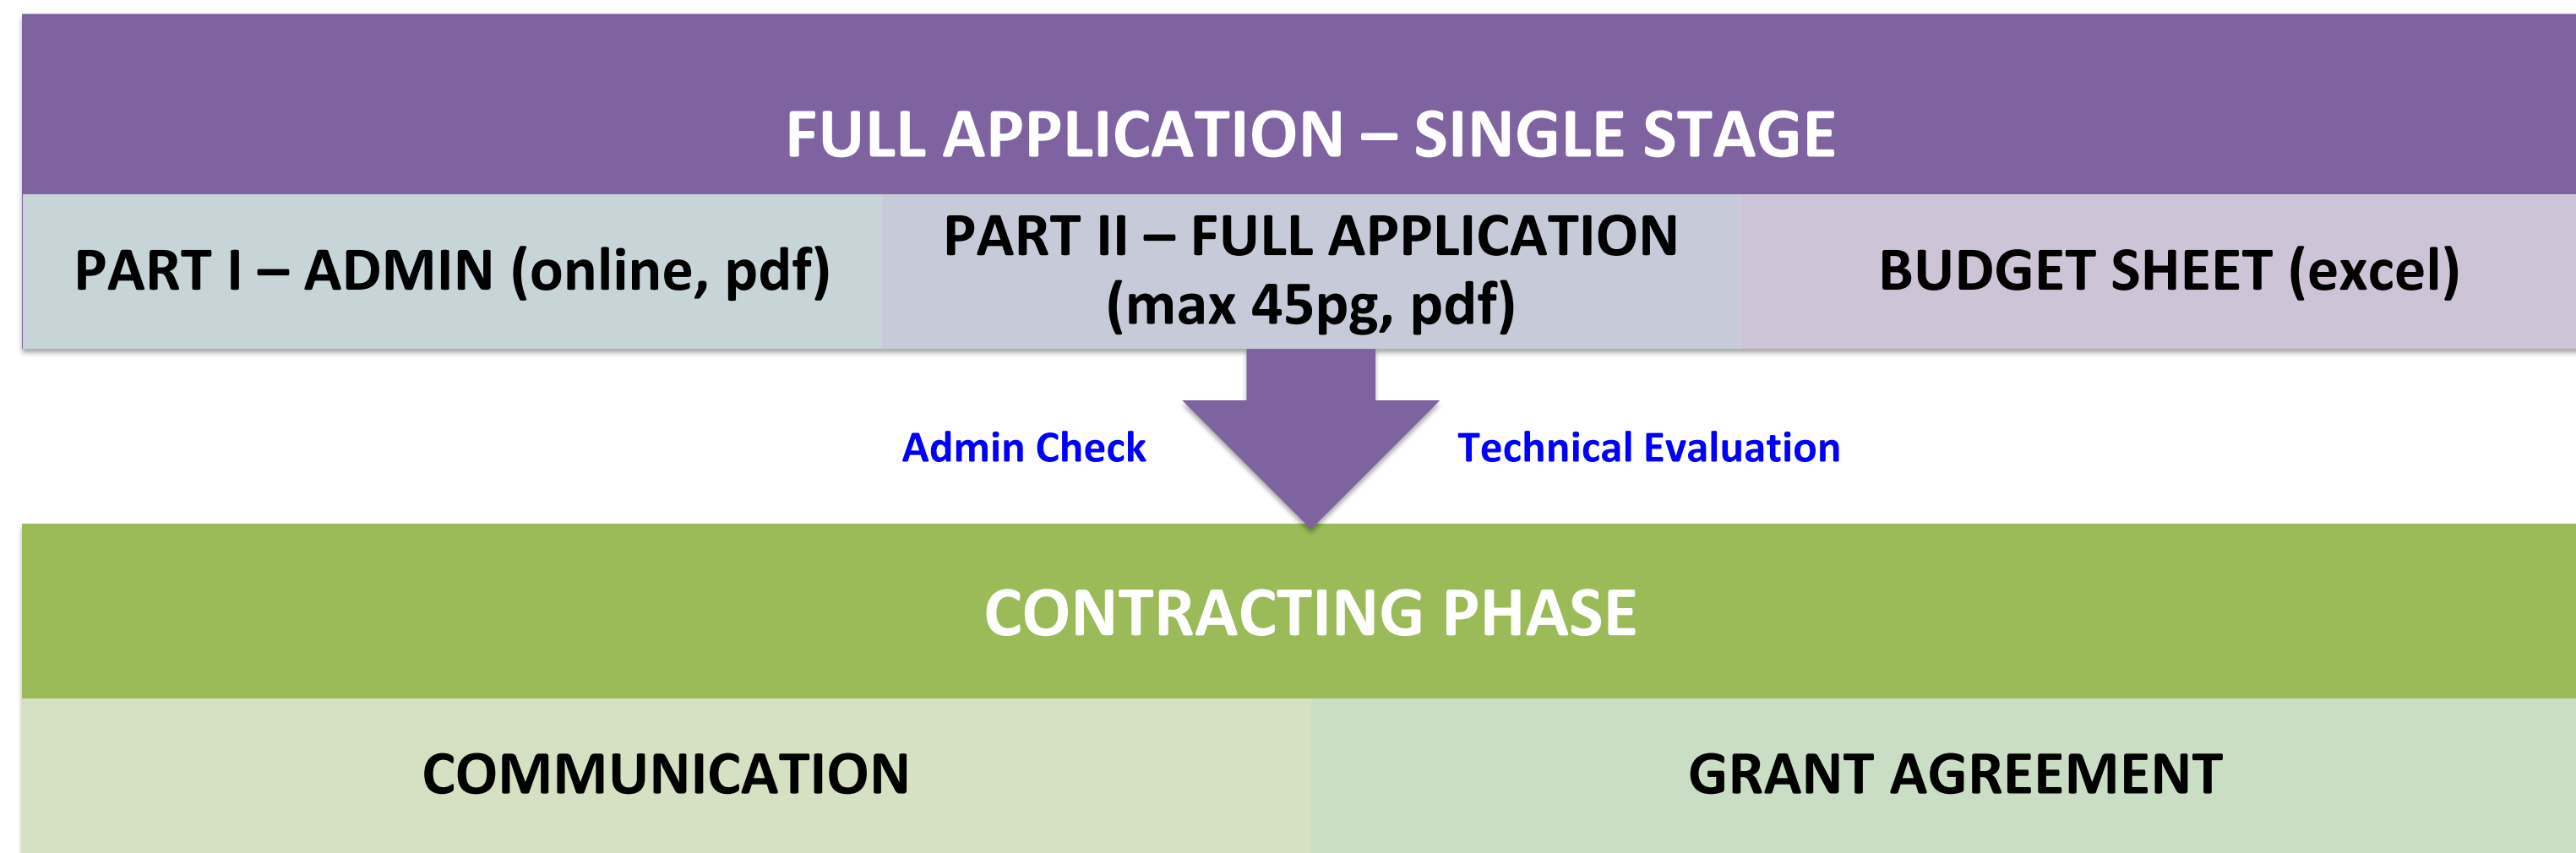 FULL APPLICATION – SINGLE STAGE
PART I – ADMIN (online, pdf)
PART II – FULL APPLICATION
(max 45pg, pdf)
BUDGET SHEET (excel)
Admin Check
Technical Evaluation
CONTRACTING PHASE
COMMUNICATION
GRANT AGREEMENT